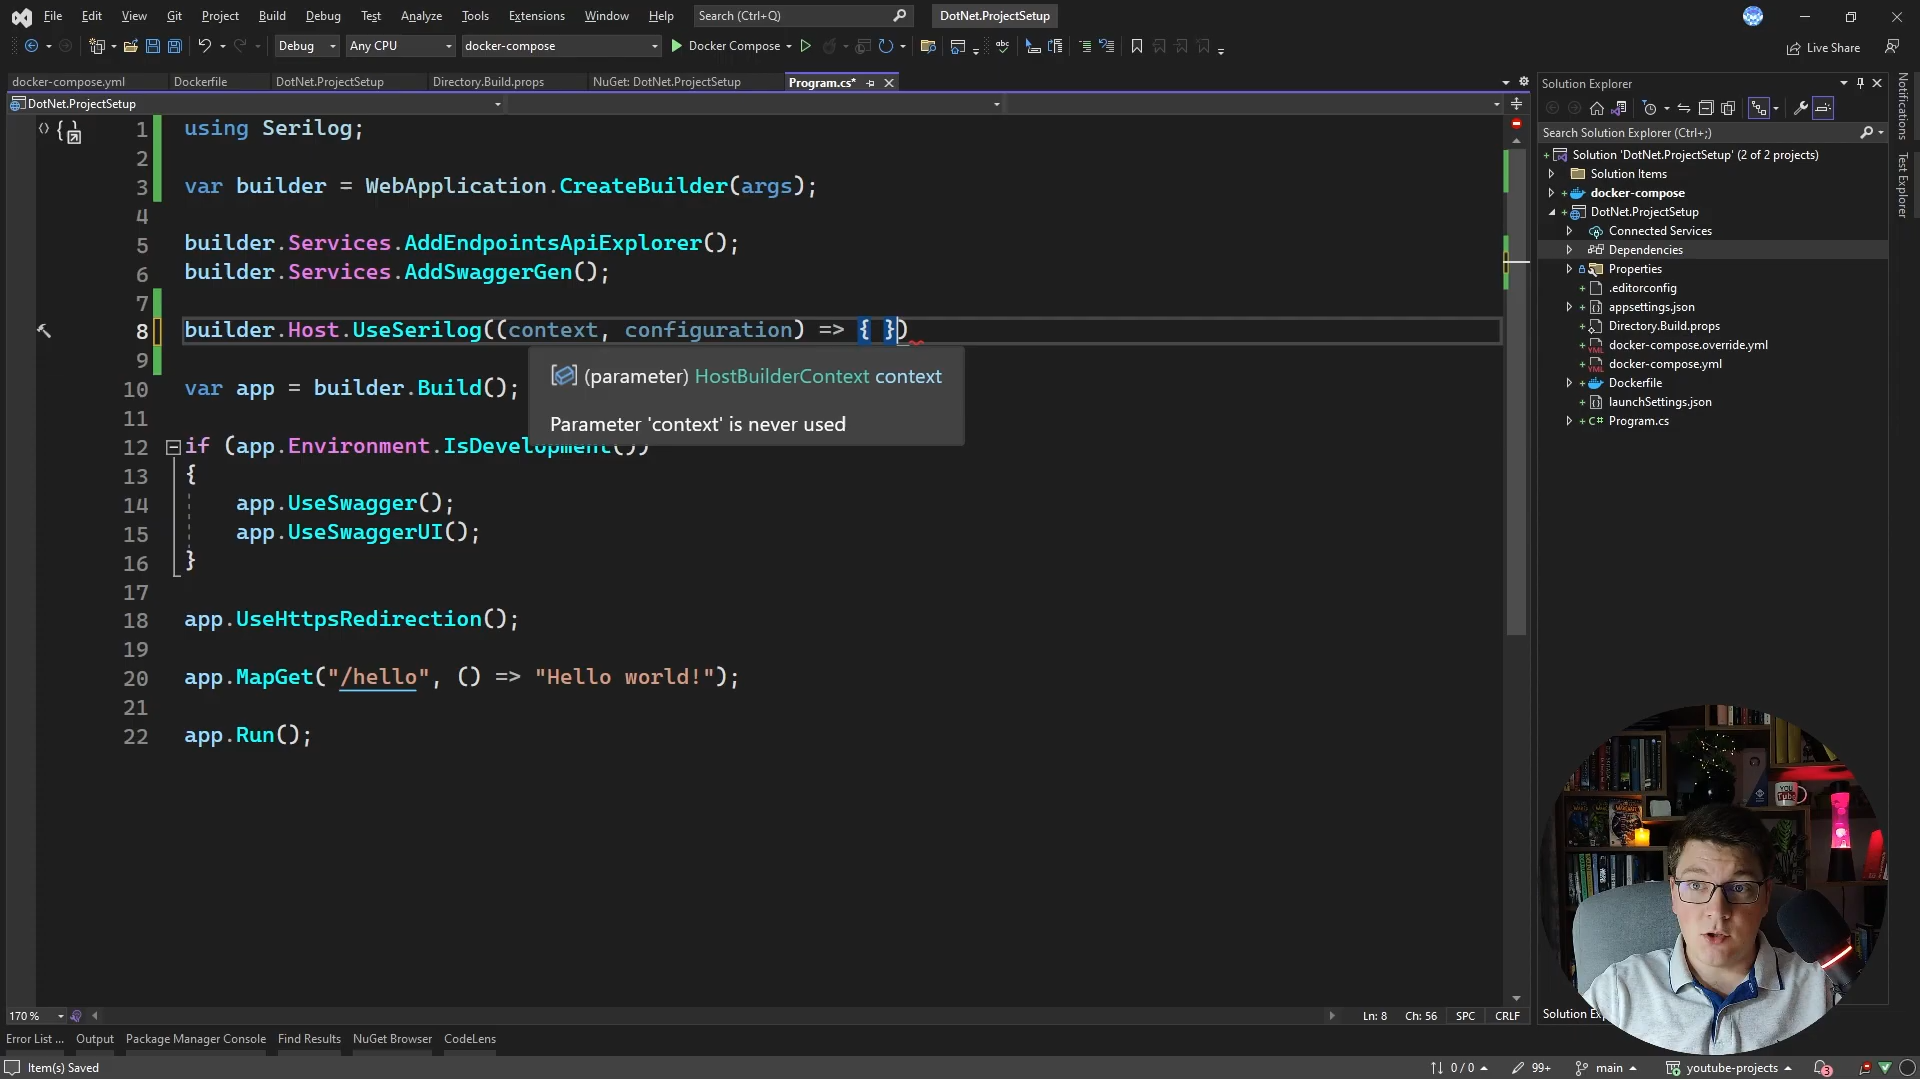 File Edit View Git Project Build Debug Test Analyze Tools Extensions Window Help Search (Ctrl+Q) DotNet.ProjectSetup
Debug Any CPU docker-compose Docker Compose Live Share
docker-compose.yml Dockerfile DotNet.ProjectSetup Directory.Build.props NuGet: DotNet.ProjectSetup Program.cs*
DotNet.ProjectSetup
1 using Serilog;
2
3 var builder = WebApplication.CreateBuilder(args);
4
5 builder.Services.AddEndpointsApiExplorer();
6 builder.Services.AddSwaggerGen();
7
8 builder.Host.UseSerilog((context, configuration) => { })
9
(parameter) HostBuilderContext context
Parameter 'context' is never used
10 var app = builder.Build();
11
12 if (app.Environment.IsDevelopment())
13 {
14 app.UseSwagger();
15 app.UseSwaggerUI();
16 }
17
18 app.UseHttpsRedirection();
19
20 app.MapGet("/hello", () => "Hello world!");
21
22 app.Run();
Solution Explorer
Search Solution Explorer (Ctrl+;)
Solution 'DotNet.ProjectSetup' (2 of 2 projects)
Solution Items
docker-compose
DotNet.ProjectSetup
Connected Services
Dependencies
Properties
.editorconfig
appsettings.json
Directory.Build.props
docker-compose.override.yml
docker-compose.yml
Dockerfile
launchSettings.json
C# Program.cs
Notifications
Test Explorer
YOU
Tube
170 % Ln: 8 Ch: 56 SPC CRLF
Solution Ex
Error List ... Output Package Manager Console Find Results NuGet Browser CodeLens
Item(s) Saved 0 / 0 99+ main youtube-projects 3